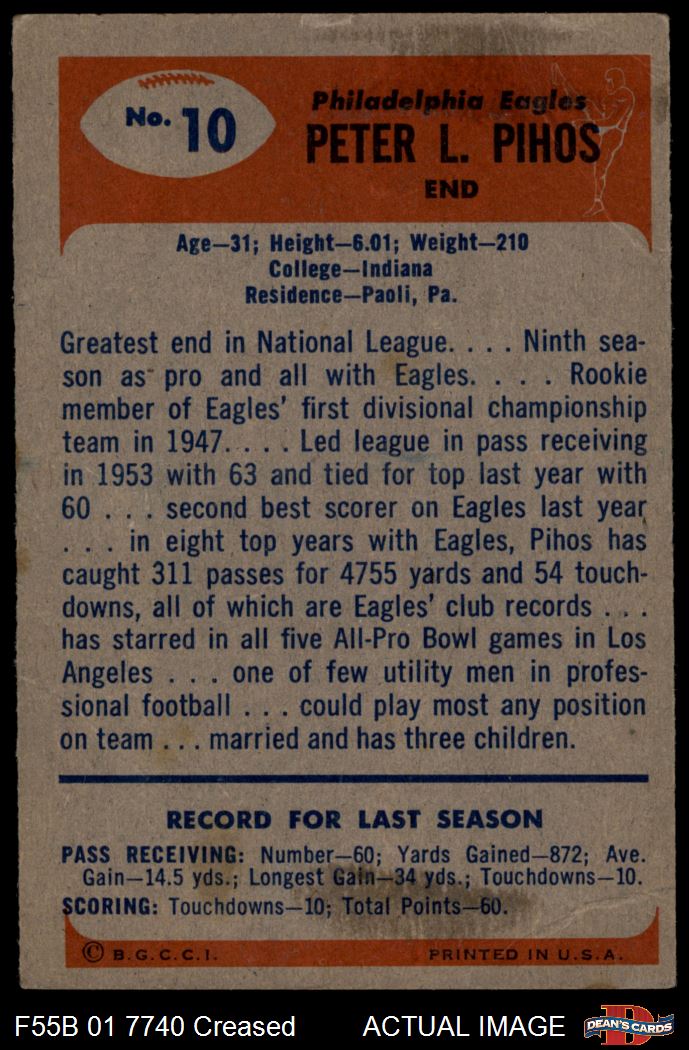 No. 10
Philadelphia Eagles
PETER L. PIHOS
END
Age—31; Height—6.01; Weight—210
College—Indiana
Residence—Paoli, Pa.
Greatest end in National League. . . . Ninth sea-
son as pro and all with Eagles. . . . Rookie
member of Eagles' first divisional championship
team in 1947. . . . Led league in pass receiving
in 1953 with 63 and tied for top last year with
60 . . . second best scorer on Eagles last year
. . . in eight top years with Eagles, Pihos has
caught 311 passes for 4755 yards and 54 touch-
downs, all of which are Eagles' club records . . .
has starred in all five All-Pro Bowl games in Los
Angeles . . . one of few utility men in profes-
sional football . . . could play most any position
on team . . . married and has three children.
RECORD FOR LAST SEASON
PASS RECEIVING: Number—60; Yards Gained—872; Ave.
Gain—14.5 yds.; Longest Gain—34 yds.; Touchdowns—10.
SCORING: Touchdowns—10; Total Points—60.
© B.G.C.C.I. PRINTED IN U.S.A.
F55B 01 7740 Creased ACTUAL IMAGE D DEAN'S CARDS